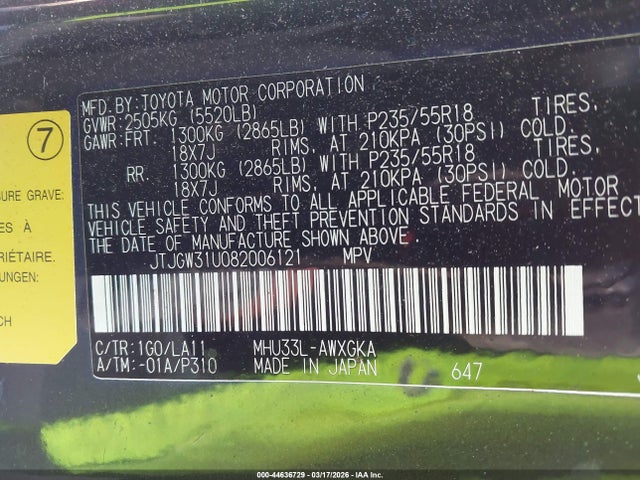 MFD.BY:TOYOTA MOTOR CORPORATION
GVWR:2505KG (5520LB)
GAWR:FRT. 1300KG (2865LB) WITH P235/55R18 TIRES,
18X7J RIMS, AT 210KPA (30PSI) COLD.
RR. 1300KG (2865LB) WITH P235/55R18 TIRES,
18X7J RIMS, AT 210KPA (30PSI) COLD.
THIS VEHICLE CONFORMS TO ALL APPLICABLE FEDERAL MOTOR
VEHICLE SAFETY AND THEFT PREVENTION STANDARDS IN EFFECT
THE DATE OF MANUFACTURE SHOWN ABOVE
JTJGW31U082006121 MPV
C/TR:1G0/LA11 MHU33L-AWXGKA
A/TM:-01A/P310 MADE IN JAPAN 647
7
SURE GRAVE:
S À
RIÉTAIRE.
UNGEN:
CH
000-44636729 - 03/17/2026 - IAA Inc.